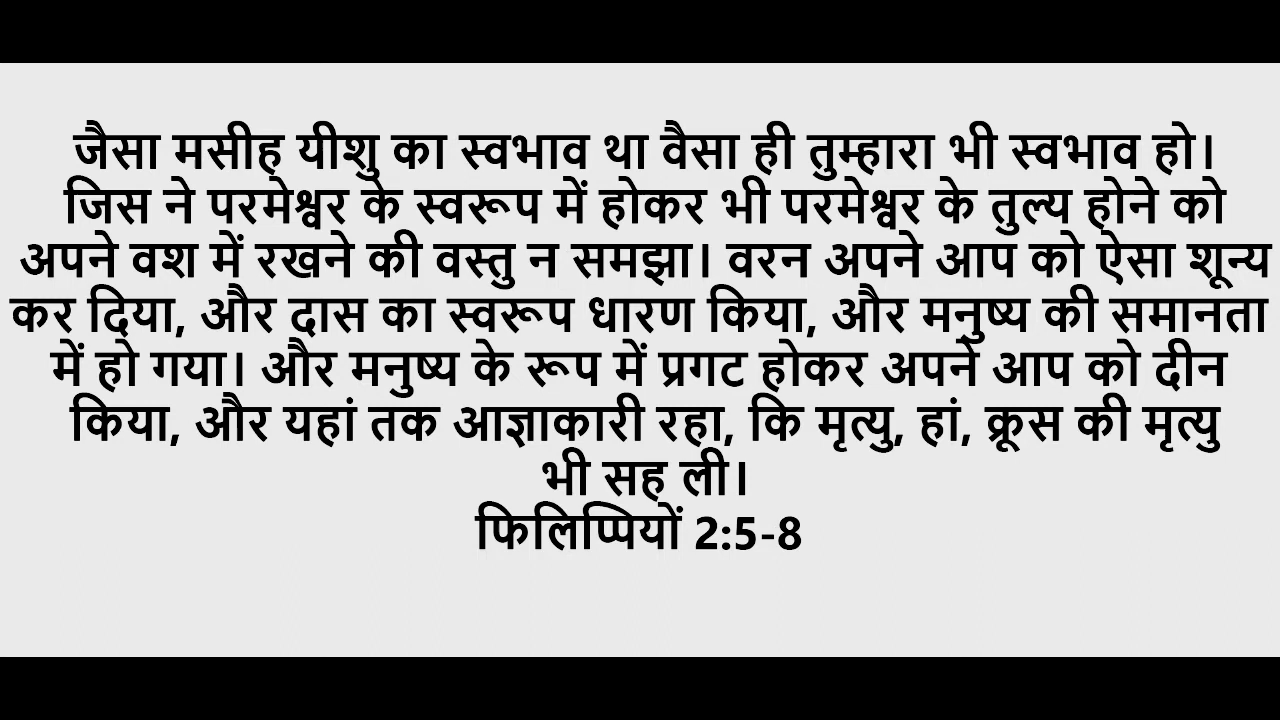 जैसा मसीह यीशु का स्वभाव था वैसा ही तुम्हारा भी स्वभाव हो।
जिस ने परमेश्वर के स्वरूप में होकर भी परमेश्वर के तुल्य होने को
अपने वश में रखने की वस्तु न समझा। वरन अपने आप को ऐसा शून्य
कर दिया, और दास का स्वरूप धारण किया, और मनुष्य की समानता
में हो गया। और मनुष्य के रूप में प्रगट होकर अपने आप को दीन
किया, और यहां तक आज्ञाकारी रहा, कि मृत्यु, हां, क्रूस की मृत्यु
भी सह ली।
फिलिप्पियों 2:5-8